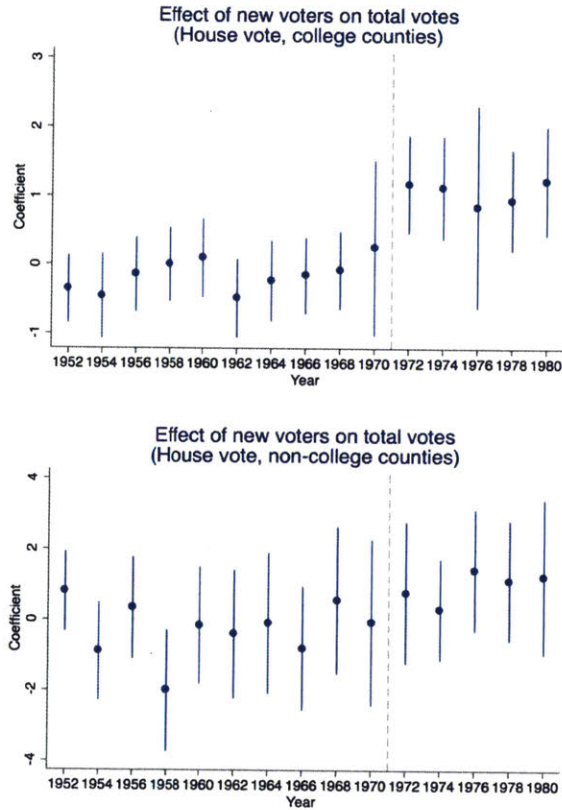 Effect of new voters on total votes
(House vote, college counties)
3
2
1
0
-1
Coefficient
1952 1954 1956 1958 1960 1962 1964 1966 1968 1970 1972 1974 1976 1978 1980
Year
Effect of new voters on total votes
(House vote, non-college counties)
4
2
0
-2
-4
Coefficient
1952 1954 1956 1958 1960 1962 1964 1966 1968 1970 1972 1974 1976 1978 1980
Year